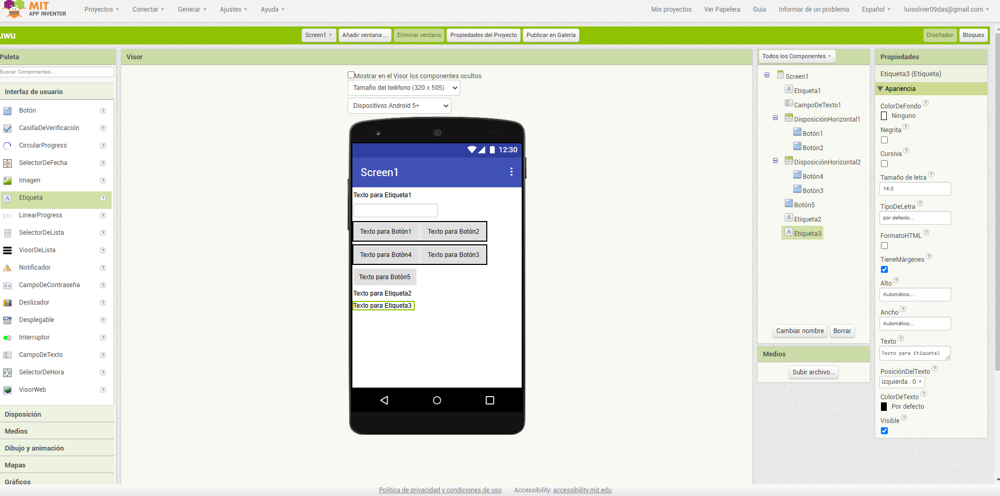 MIT
APP INVENTOR
Proyectos
Conectar
Generar
Ajustes
Ayuda
Mis proyectos
Ver Papelera
Guía
Informar de un problema
Español
luisoliver09das@gmail.com
uwu
Screen1
Añadir ventana ...
Eliminar ventana
Propiedades del Proyecto
Publicar en Galería
Diseñador
Bloques
Paleta
Buscar Componentes...
Interfaz de usuario
Botón
CasillaDeVerificación
CircularProgress
SelectorDeFecha
Imagen
Etiqueta
LinearProgress
SelectorDeLista
VisorDeLista
Notificador
CampoDeContraseña
Deslizador
Desplegable
Interruptor
CampoDeTexto
SelectorDeHora
VisorWeb
Disposición
Medios
Dibujo y animación
Mapas
Gráficos
Visor
Mostrar en el Visor los componentes ocultos
Tamaño del teléfono (320 x 505)
Dispositivos Android 5+
12:30
Screen1
Texto para Etiqueta1
Texto para Botón1 Texto para Botón2
Texto para Botón4 Texto para Botón3
Texto para Botón5
Texto para Etiqueta2
Texto para Etiqueta3
Todos los Componentes
Screen1
Etiqueta1
CampoDeTexto1
DisposiciónHorizontal1
Botón1
Botón2
DisposiciónHorizontal2
Botón4
Botón3
Botón5
Etiqueta2
Etiqueta3
Cambiar nombre
Borrar
Medios
Subir archivo...
Propiedades
Etiqueta3 (Etiqueta)
Apariencia
ColorDeFondo
Ninguno
Negrita
Cursiva
Tamaño de letra
14.0
TipoDeLetra
por defecto...
FormatoHTML
TieneMárgenes
Alto
Automático...
Ancho
Automático...
Texto
Texto para Etiqueta3
PosiciónDelTexto
izquierda : 0
ColorDeTexto
Por defecto
Visible
Política de privacidad y condiciones de uso
Accessibility: accessibility.mit.edu